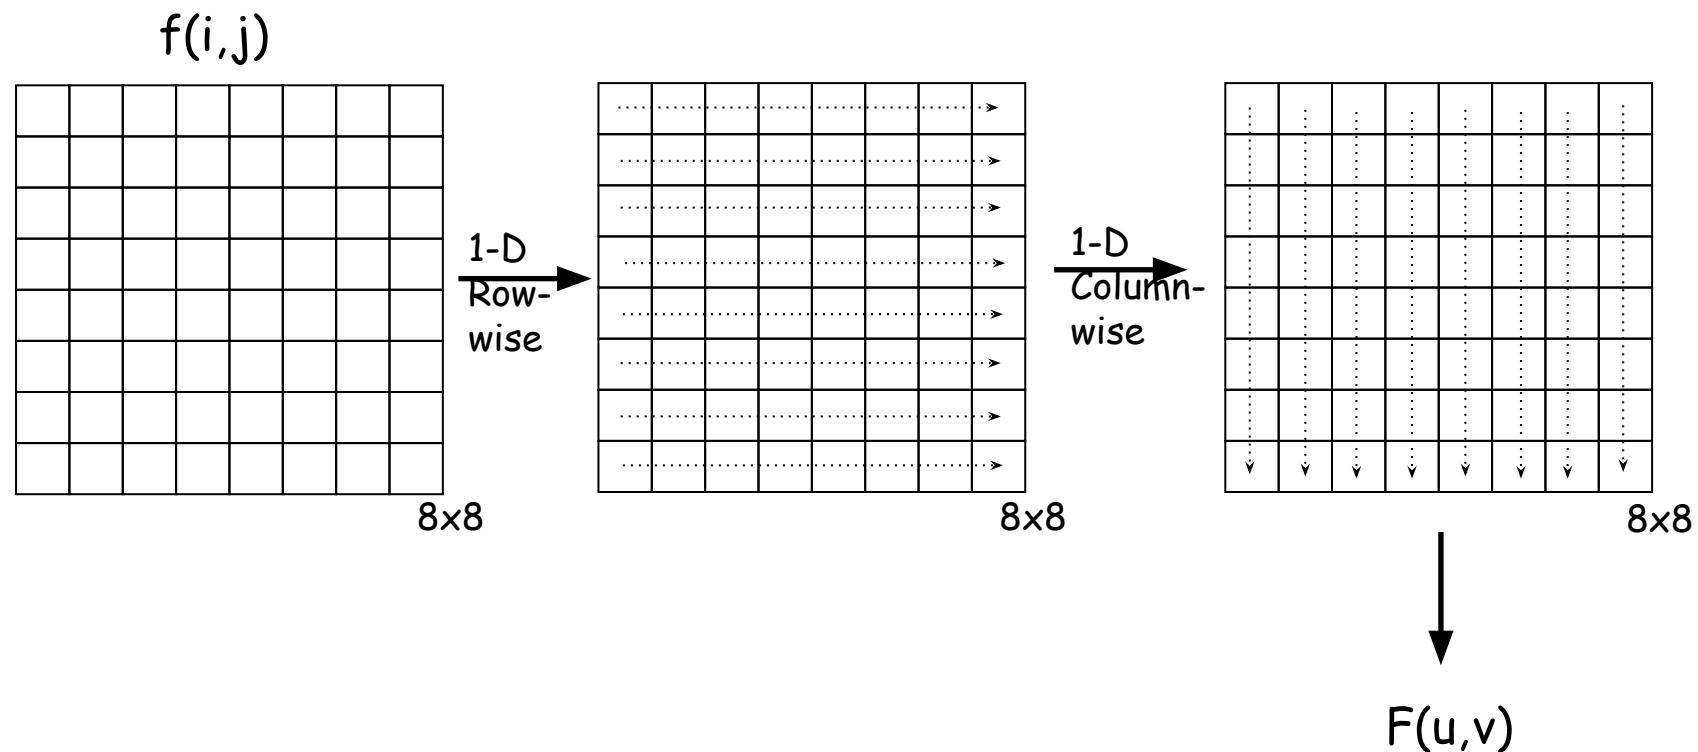 f(i,j)
1-D
Row-
wise
1-D
Column-
wise
8x8
8x8
8x8
F(u,v)